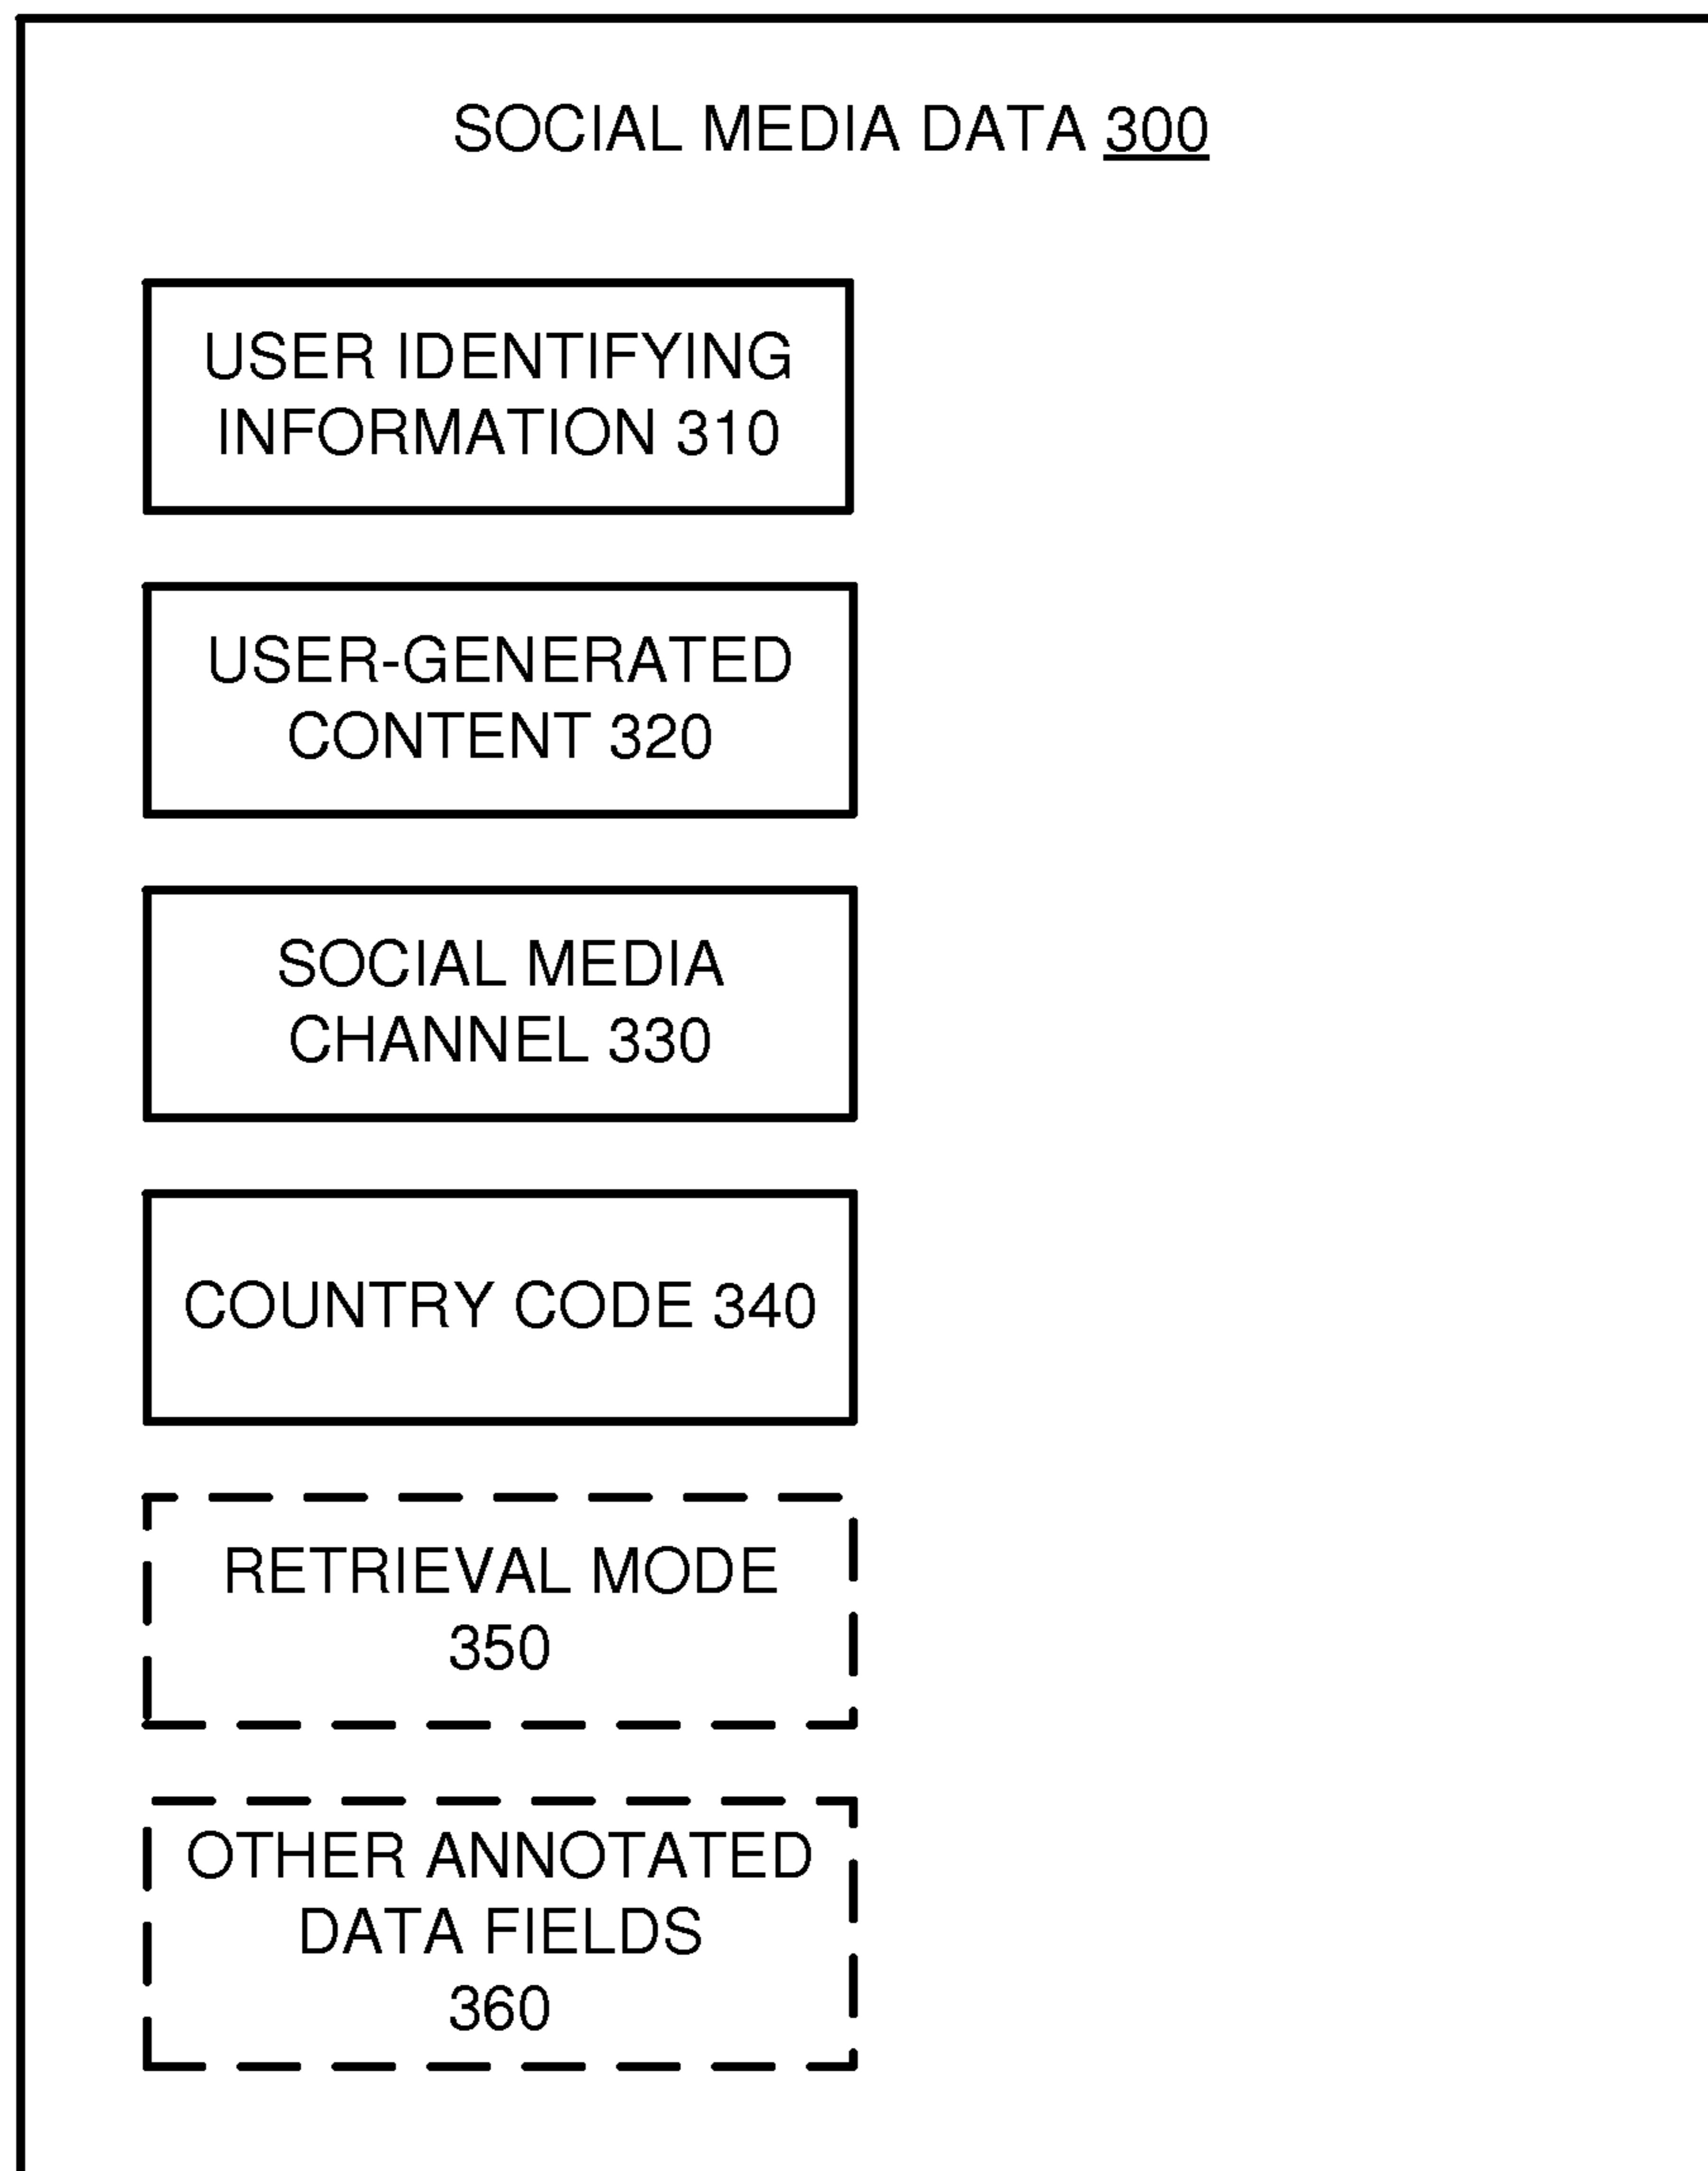 SOCIAL MEDIA DATA 300
USER IDENTIFYING
INFORMATION 310
USER-GENERATED
CONTENT 320
SOCIAL MEDIA
CHANNEL 330
COUNTRY CODE 340
RETRIEVAL MODE
350
OTHER ANNOTATED
DATA FIELDS
360